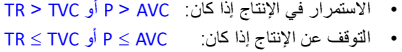 • الاستمرار في الإنتاج إذا كان: P > AVC أو TR > TVC
• التوقف عن الإنتاج إذا كان: P ≤ AVC أو TR ≤ TVC